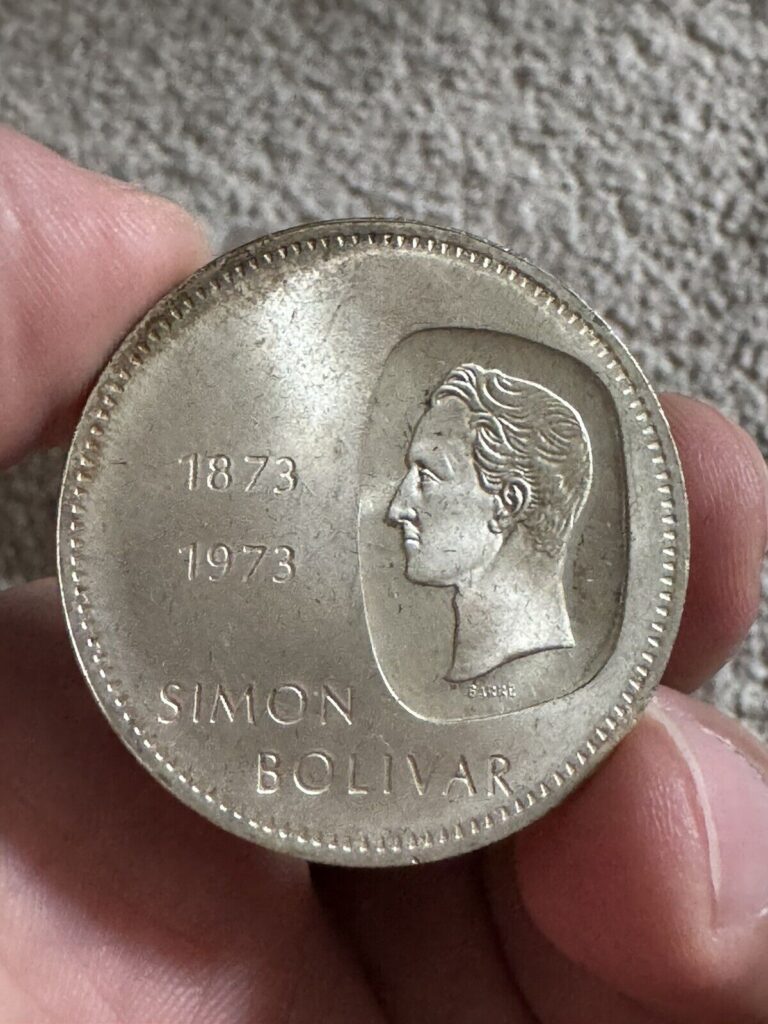 1873
1973
SIMON
BOLIVAR
BARRE